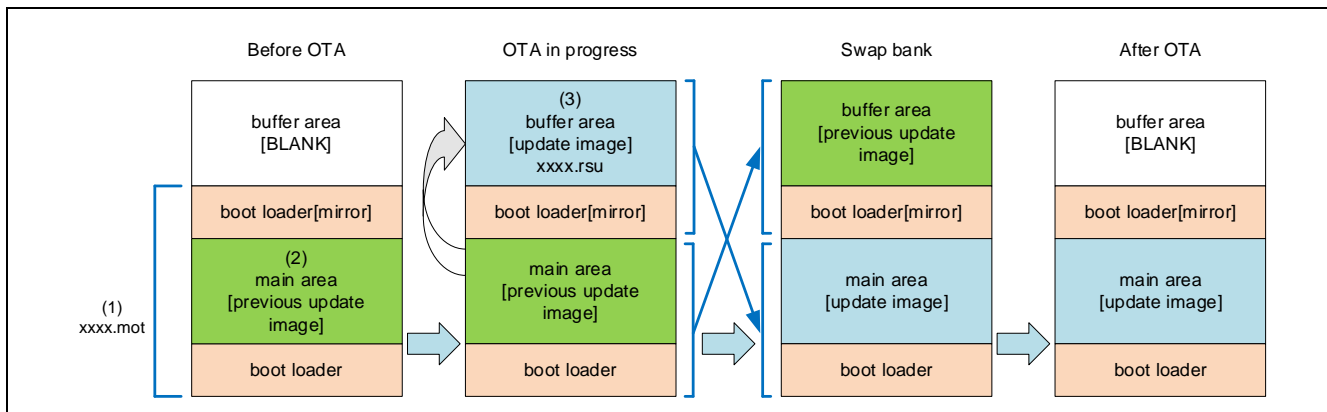 Before OTA
OTA in progress
Swap bank
After OTA
buffer area
[BLANK]
boot loader[mirror]
(2)
main area
[previous update
image]
boot loader
(1)
xxxx.mot
(3)
buffer area
[update image]
xxxx.rsu
boot loader[mirror]
main area
[previous update
image]
boot loader
buffer area
[previous update
image]
boot loader[mirror]
main area
[update image]
boot loader
buffer area
[BLANK]
boot loader[mirror]
main area
[update image]
boot loader